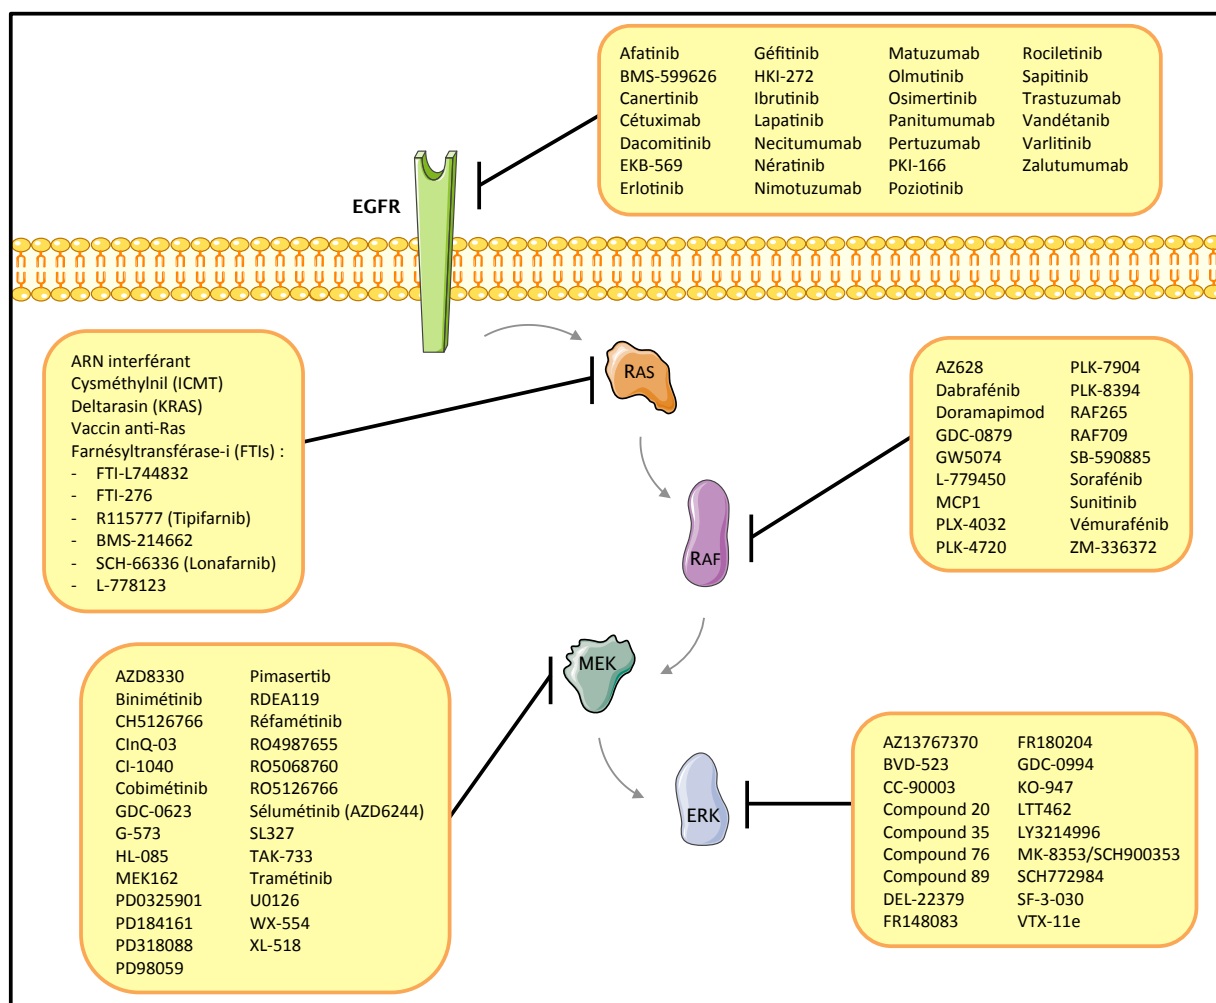 Afatinib Géfitinib Matuzumab Rociletinib
BMS-599626 HKI-272 Olmutinib Sapitinib
Canertinib Ibrutinib Osimertinib Trastuzumab
Cétuximab Lapatinib Panitumumab Vandétanib
Dacomitinib Necitumumab Pertuzumab Varlitinib
EKB-569 Nératinib PKI-166 Zalutumumab
Erlotinib Nimotuzumab Poziotinib
EGFR
ARN interférant
Cysméthylnil (ICMT)
Deltarasin (KRAS)
Vaccin anti-Ras
Farnésyltransférase-i (FTIs) :
- FTI-L744832
- FTI-276
- R115777 (Tipifarnib)
- BMS-214662
- SCH-66336 (Lonafarnib)
- L-778123
RAS
AZ628 PLK-7904
Dabrafénib PLK-8394
Doramapimod RAF265
GDC-0879 RAF709
GW5074 SB-590885
L-779450 Sorafénib
MCP1 Sunitinib
PLX-4032 Vémurafénib
PLK-4720 ZM-336372
RAF
MEK
AZD8330 Pimasertib
Binimétinib RDEA119
CH5126766 Réfamétinib
CInQ-03 RO4987655
CI-1040 RO5068760
Cobimétinib RO5126766
GDC-0623 Sélumétinib (AZD6244)
G-573 SL327
HL-085 TAK-733
MEK162 Tramétinib
PD0325901 U0126
PD184161 WX-554
PD318088 XL-518
PD98059
ERK
AZ13767370 FR180204
BVD-523 GDC-0994
CC-90003 KO-947
Compound 20 LTT462
Compound 35 LY3214996
Compound 76 MK-8353/SCH900353
Compound 89 SCH772984
DEL-22379 SF-3-030
FR148083 VTX-11e